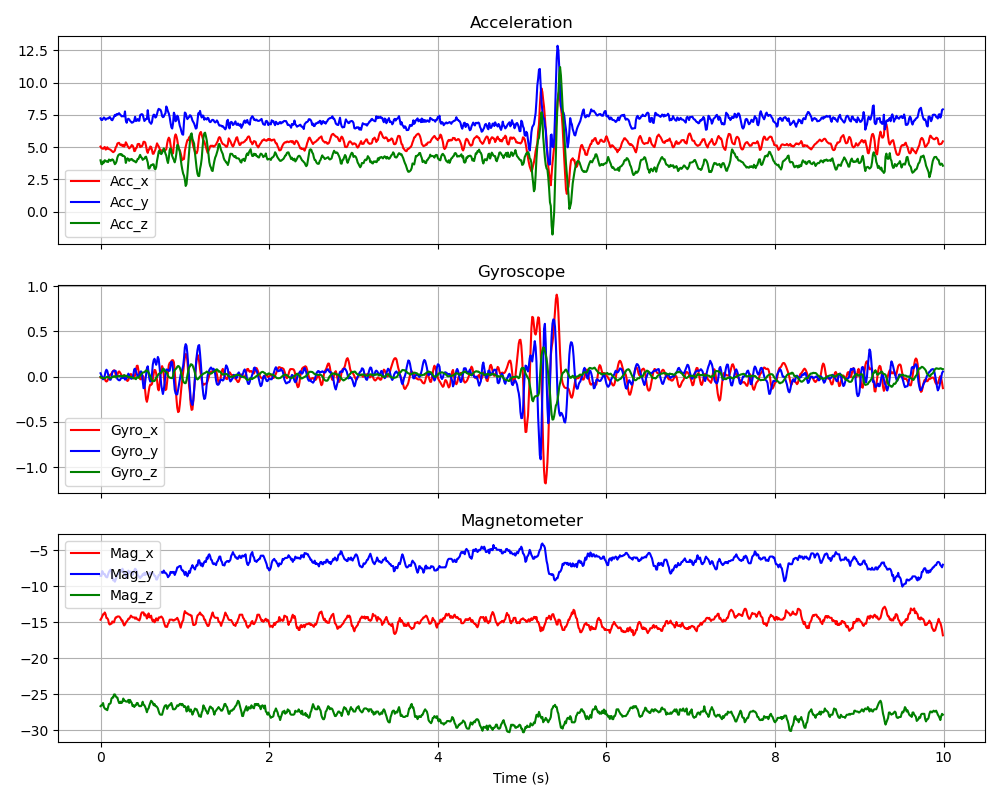 Acceleration
12.5
10.0
7.5
5.0
2.5
0.0
Acc_x
Acc_y
Acc_z
Gyroscope
1.0
0.5
0.0
−0.5
−1.0
Gyro_x
Gyro_y
Gyro_z
Magnetometer
−5
−10
−15
−20
−25
−30
Mag_x
Mag_y
Mag_z
0 2 4 6 8 10
Time (s)